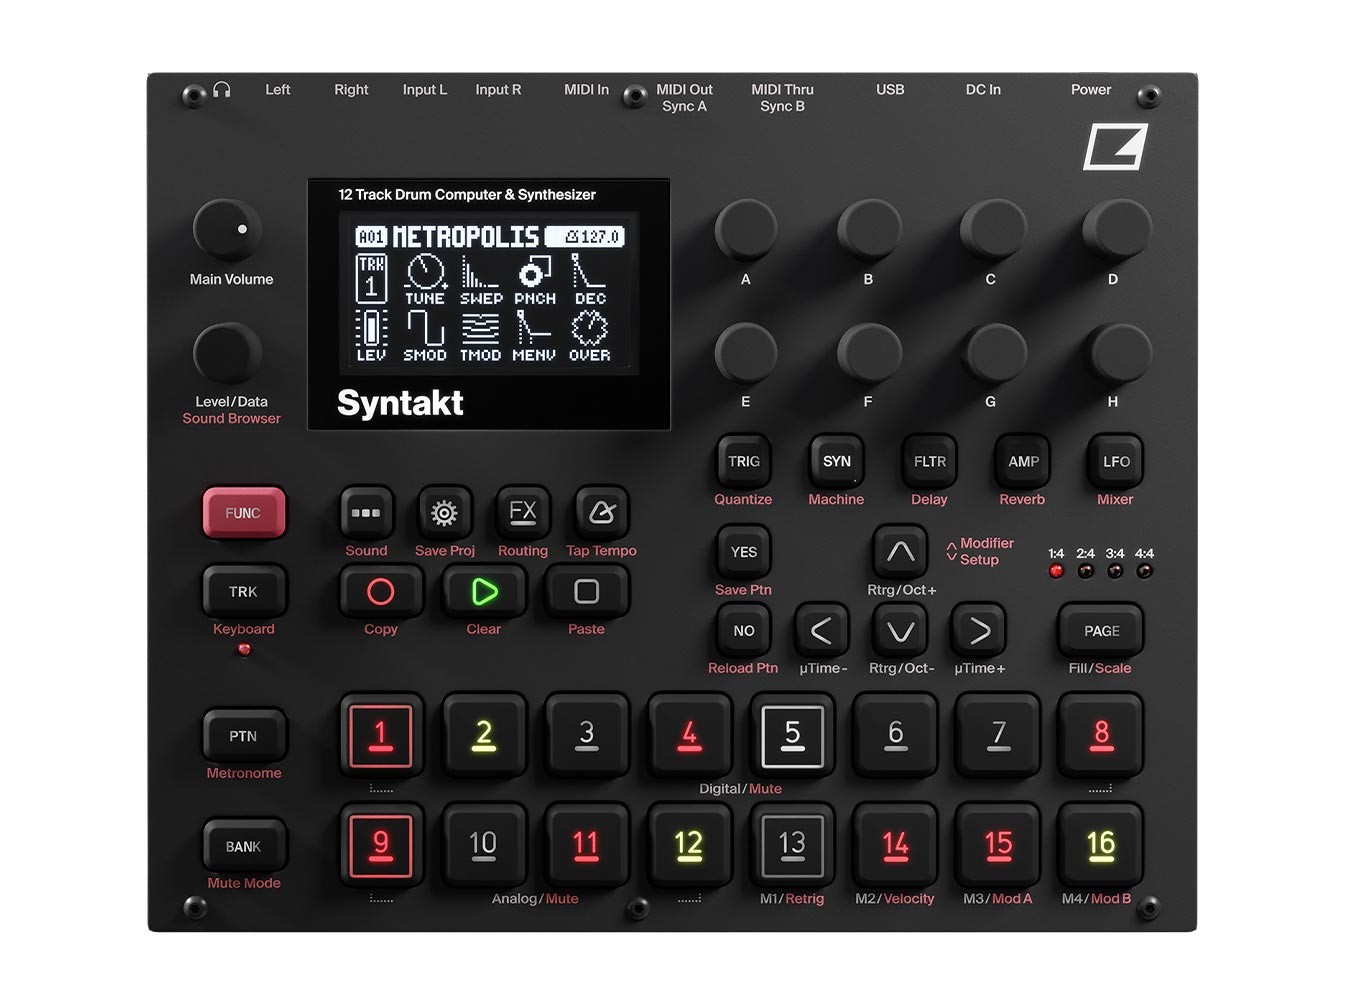 Left Right Input L Input R MIDI In MIDI Out MIDI Thru USB DC In Power
Sync A Sync B
12 Track Drum Computer & Synthesizer
A01 METROPOLIS 127.0
TRK
1
TUNE SWEP PNCH DEC
LEV SMOD TMOD MENV OVER
Syntakt
Main Volume
Level/Data
Sound Browser
A B C D
E F G H
TRIG SYN FLTR AMP LFO
Quantize Machine Delay Reverb Mixer
FUNC FX
Sound Save Proj Routing Tap Tempo
YES
Save Ptn
Rtrg/Oct+
Modifier
Setup
1:4 2:4 3:4 4:4
TRK
Keyboard Copy Clear Paste
NO PAGE
Reload Ptn µTime- Rtrg/Oct- µTime+ Fill/Scale
PTN
Metronome
1 2 3 4 5 6 7 8
Digital/Mute
BANK
Mute Mode
9 10 11 12 13 14 15 16
Analog/Mute M1/Retrig M2/Velocity M3/Mod A M4/Mod B